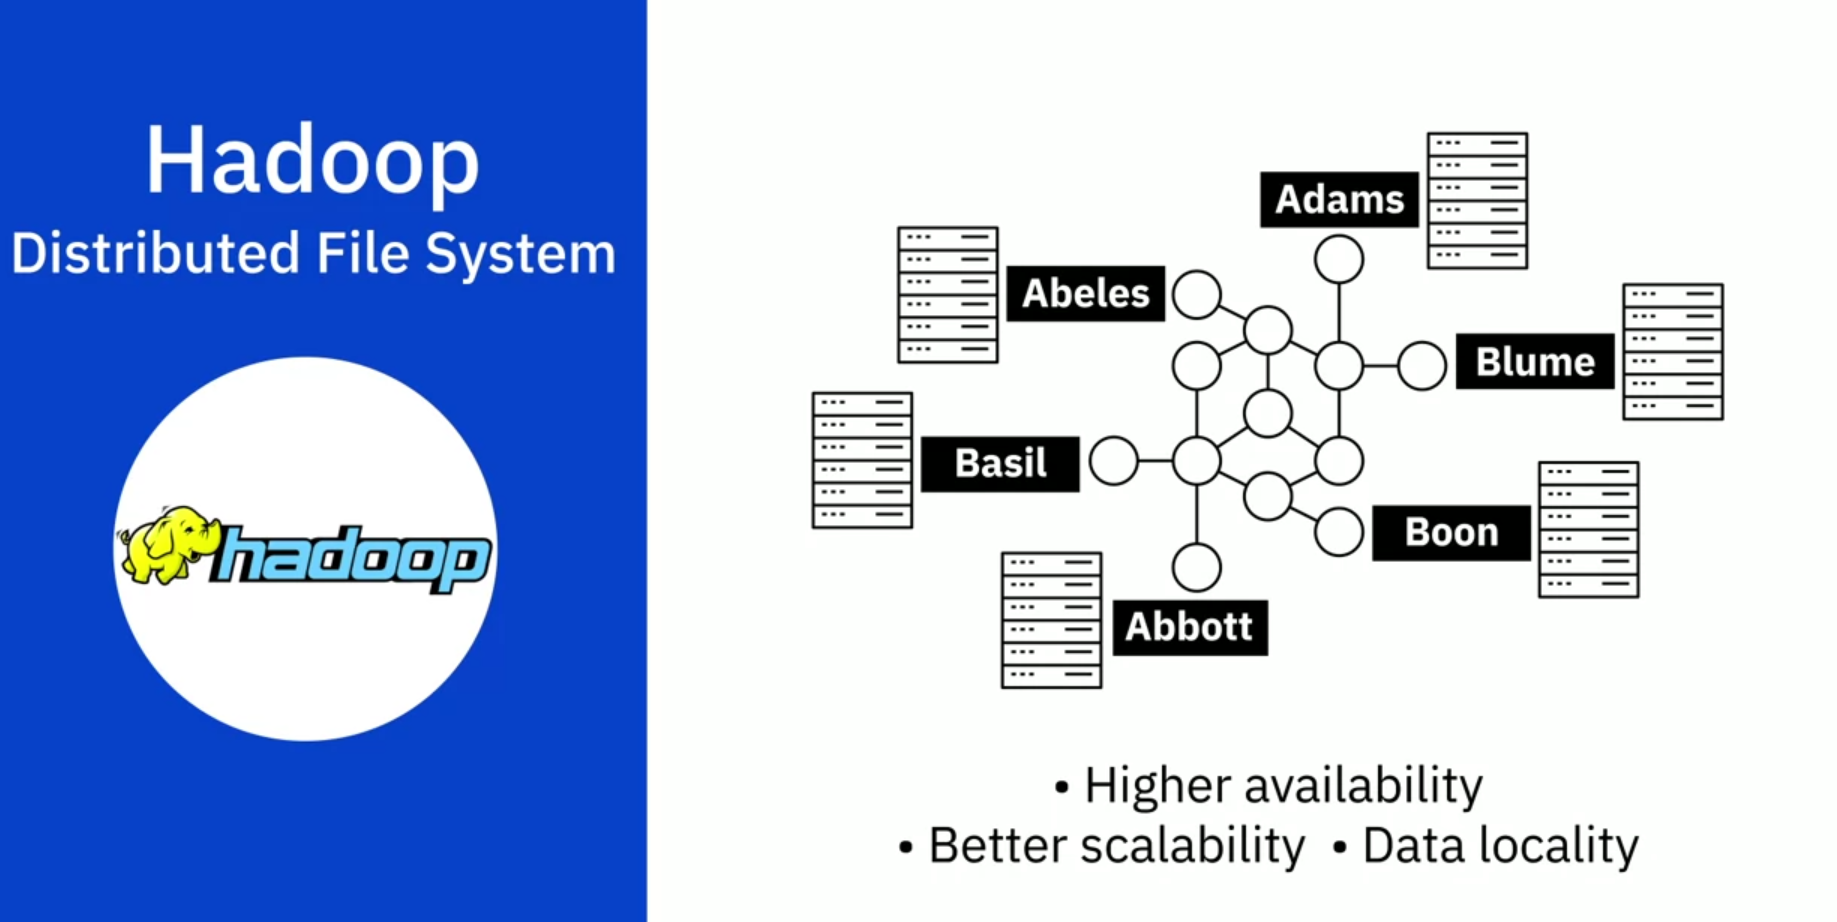 Hadoop
Distributed File System
hadoop
Adams
Abeles
Blume
Basil
Boon
Abbott
• Higher availability
• Better scalability • Data locality